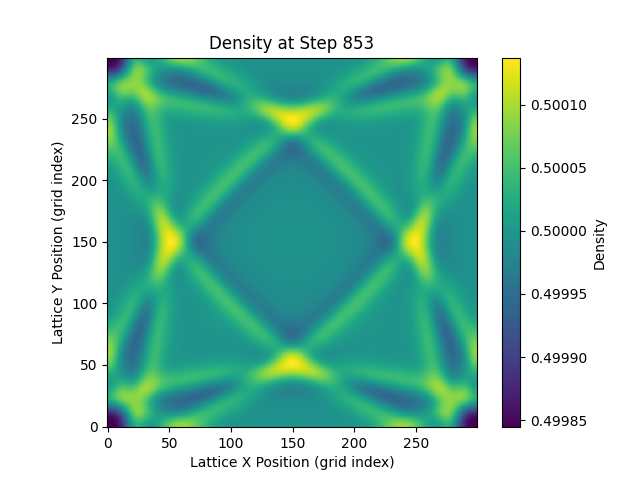 Density at Step 853
Lattice Y Position (grid index)
250
200
150
100
50
0
0 50 100 150 200 250
Lattice X Position (grid index)
0.50010
0.50005
0.50000
0.49995
0.49990
0.49985
Density